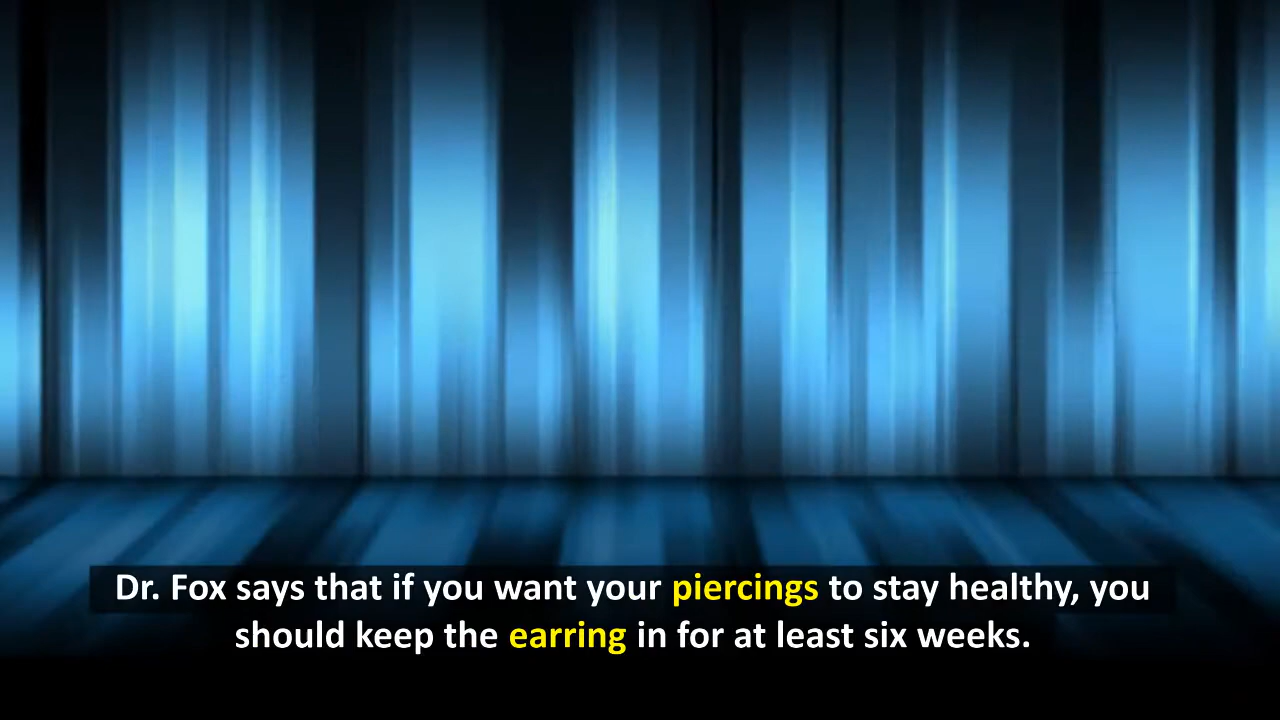 Dr. Fox says that if you want your piercings to stay healthy, you
should keep the earring in for at least six weeks.